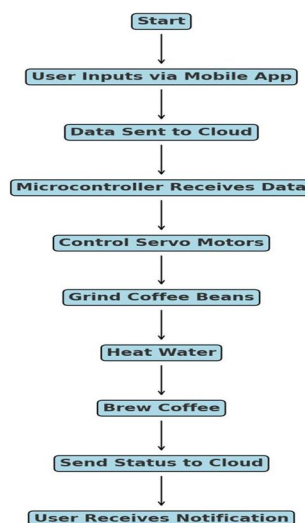 Start
User Inputs via Mobile App
Data Sent to Cloud
Microcontroller Receives Data
Control Servo Motors
Grind Coffee Beans
Heat Water
Brew Coffee
Send Status to Cloud
User Receives Notification